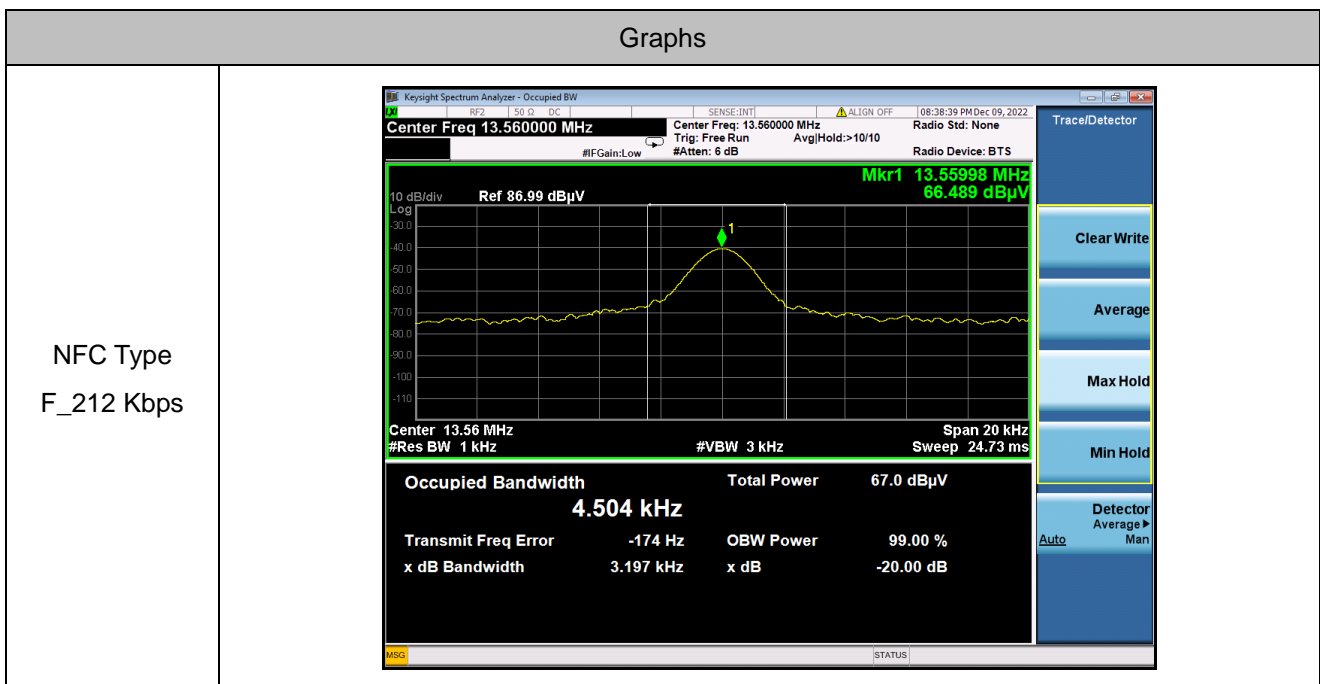 Graphs
NFC Type
F_212 Kbps
Keysight Spectrum Analyzer - Occupied BW
LXI RF2 50 Ω DC SENSE:INT ALIGN OFF 08:38:39 PM Dec 09, 2022
Center Freq 13.560000 MHz
Center Freq: 13.560000 MHz Radio Std: None
Trig: Free Run Avg|Hold:>10/10
#IFGain:Low #Atten: 6 dB Radio Device: BTS
Mkr1 13.55998 MHz
66.489 dBµV
10 dB/div Ref 86.99 dBµV
Log
-30.0
1
-40.0
-50.0
-60.0
-70.0
-80.0
-90.0
-100
-110
Center 13.56 MHz Span 20 kHz
#Res BW 1 kHz #VBW 3 kHz Sweep 24.73 ms
Occupied Bandwidth Total Power 67.0 dBµV
4.504 kHz
Transmit Freq Error -174 Hz OBW Power 99.00 %
x dB Bandwidth 3.197 kHz x dB -20.00 dB
MSG STATUS
Trace/Detector
Clear Write
Average
Max Hold
Min Hold
Detector
Average
Auto Man